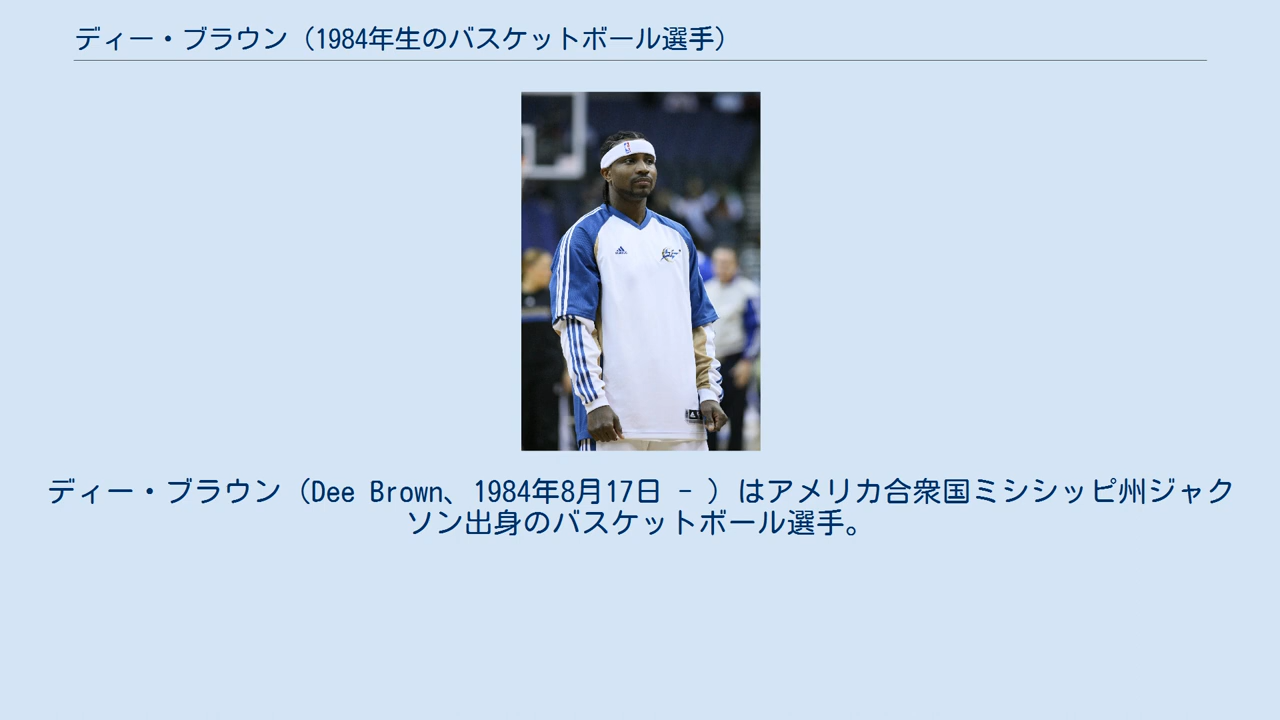 ディー・ブラウン（1984年生のバスケットボール選手）
ディー・ブラウン（Dee Brown、1984年8月17日 - ）はアメリカ合衆国ミシシッピ州ジャク
ソン出身のバスケットボール選手。